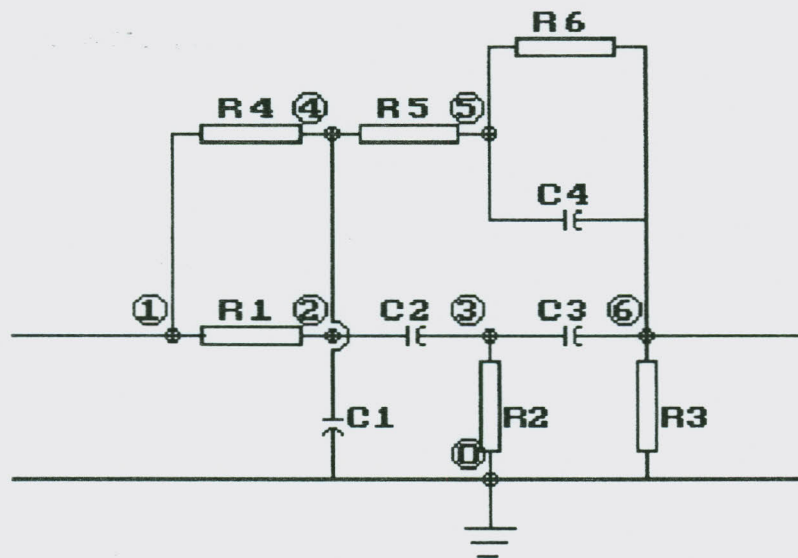 R6
R4 ④ R5 ⑤
C4
① R1 ② C2 ③ C3 ⑥
C1 R2 R3
⓪